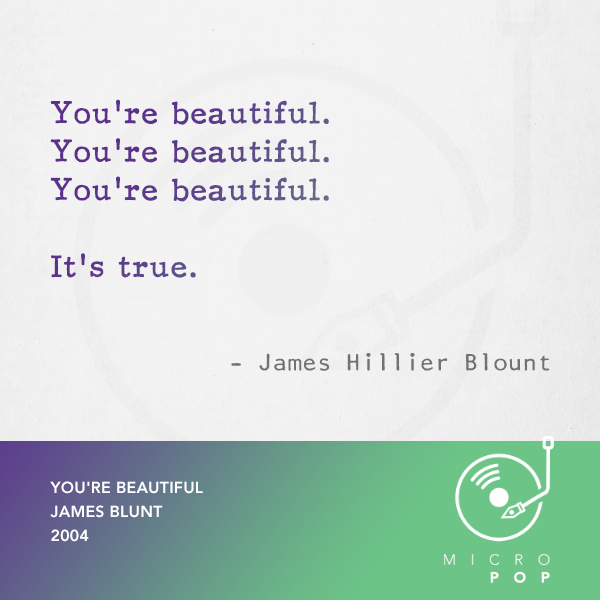 You're beautiful.
You're beautiful.
You're beautiful.
It's true.
– James Hillier Blount
YOU'RE BEAUTIFUL
JAMES BLUNT
2004
MICRO
POP